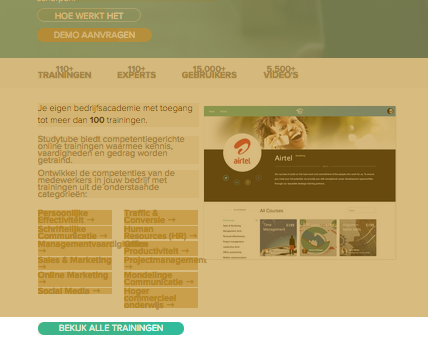 HOE WERKT HET
DEMO AANVRAGEN
110+
TRAININGEN
110+
EXPERTS
15.000+
GEBRUIKERS
5.500+
VIDEO'S
Je eigen bedrijfsacademie met toegang
tot meer dan 100 trainingen.
Studytube biedt competentiegerichte
online trainingen waarmee kennis,
vaardigheden en gedrag worden
getraind.
Ontwikkel de competenties van de
medewerkers in jouw bedrijf met
trainingen uit de onderstaande
categorieën:
Persoonlijke
Effectiviteit →
Schriftelijke
Communicatie →
Managementvaardigheden
Sales & Marketing
→
Online Marketing
→
Social Media →
Traffic &
Conversie →
Human
Resources (HR) →
Productiviteit →
Projectmanagement
→
Mondelinge
Communicatie →
Hoger
commercieel
onderwijs →
airtel
Airtel
All Courses
Time
Management
BEKIJK ALLE TRAININGEN